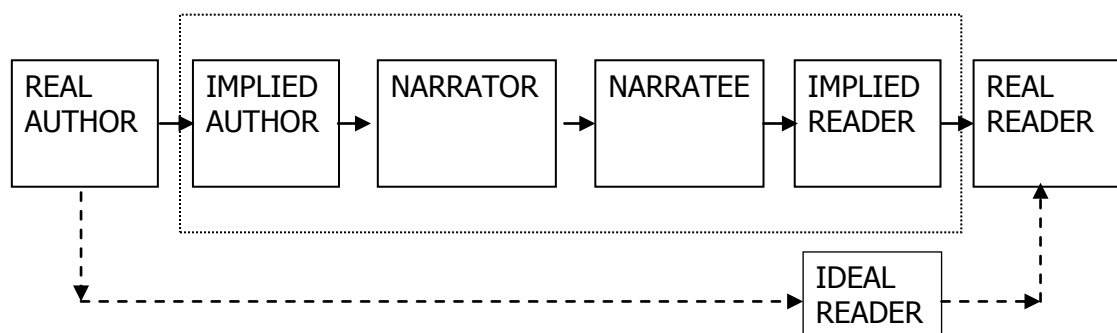 REAL
AUTHOR
IMPLIED
AUTHOR
NARRATOR
NARRATEE
IMPLIED
READER
REAL
READER
IDEAL
READER